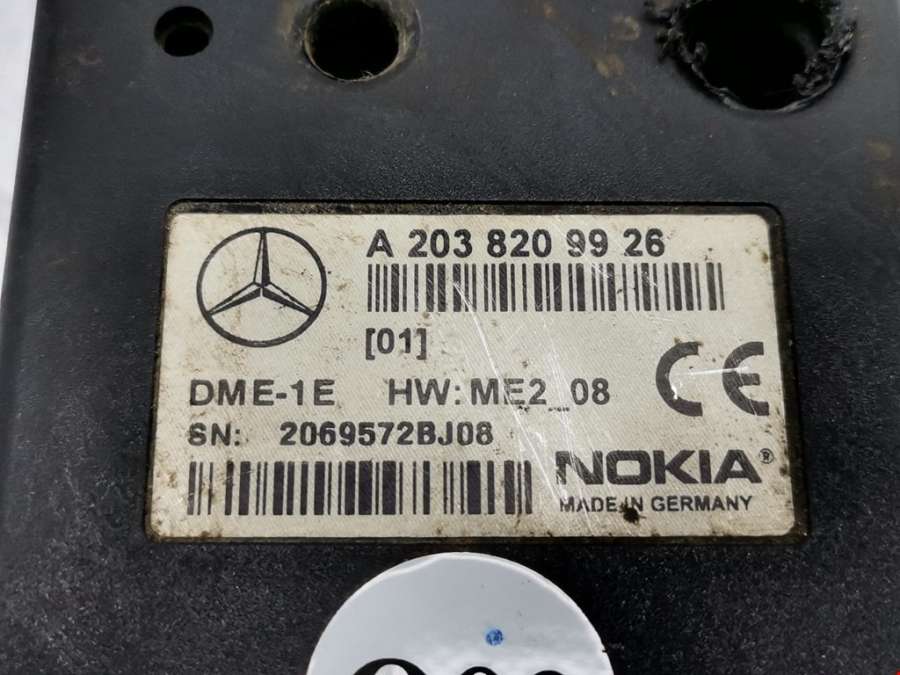 A 203 820 99 26
[01]
DME-1E HW: ME2_08
CE
SN: 2069572BJ08
NOKIA®
MADE IN GERMANY